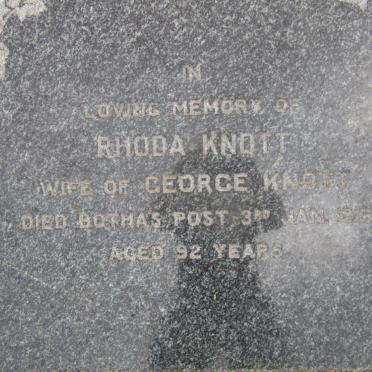 IN
LOVING MEMORY OF
RHODA KNOTT
WIFE OF GEORGE KNOTT
DIED BOTHA'S POST 3RD JAN.
AGED 92 YEARS